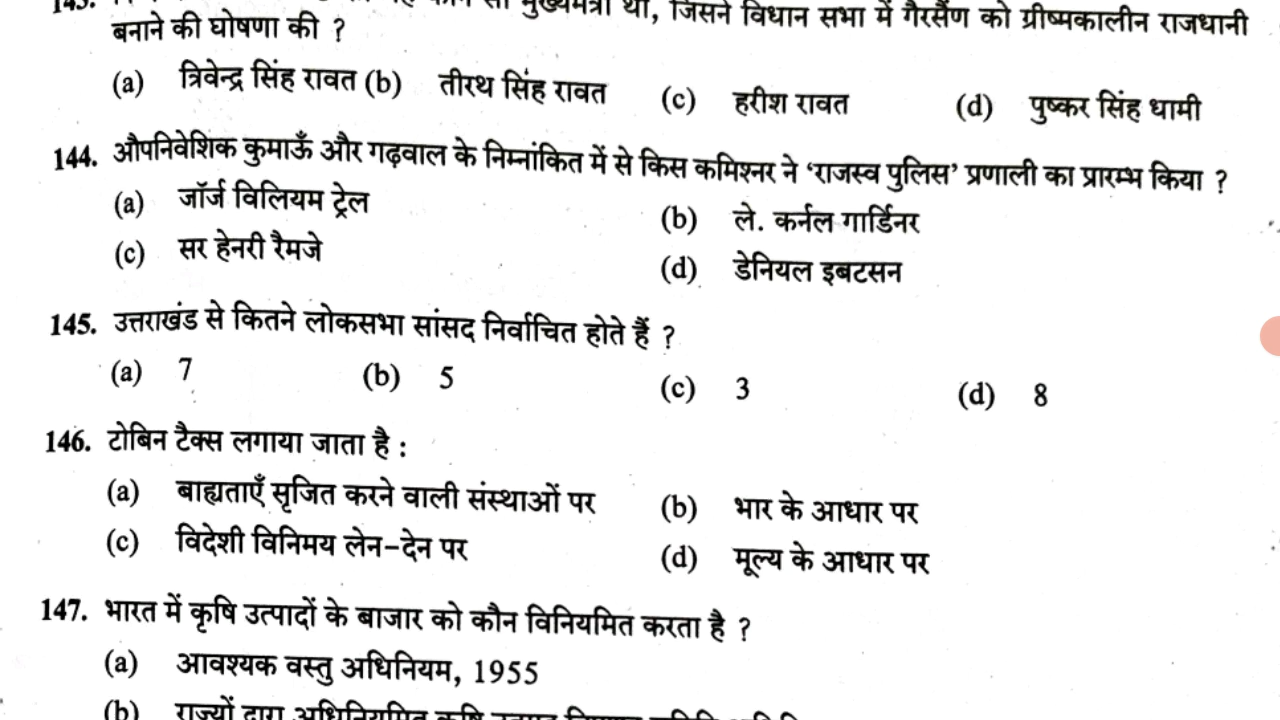 143. मुख्यमंत्री था, जिसने विधान सभा में गैरसैंण को ग्रीष्मकालीन राजधानी
बनाने की घोषणा की ?
(a) त्रिवेन्द्र सिंह रावत (b) तीरथ सिंह रावत (c) हरीश रावत (d) पुष्कर सिंह धामी
144. औपनिवेशिक कुमाऊँ और गढ़वाल के निम्नांकित में से किस कमिश्नर ने ‘राजस्व पुलिस’ प्रणाली का प्रारम्भ किया ?
(a) जॉर्ज विलियम ट्रेल (b) ले. कर्नल गार्डिनर
(c) सर हेनरी रैमजे (d) डेनियल इबटसन
145. उत्तराखंड से कितने लोकसभा सांसद निर्वाचित होते हैं ?
(a) 7 (b) 5 (c) 3 (d) 8
146. टोबिन टैक्स लगाया जाता है :
(a) बाह्यताएँ सृजित करने वाली संस्थाओं पर (b) भार के आधार पर
(c) विदेशी विनिमय लेन-देन पर (d) मूल्य के आधार पर
147. भारत में कृषि उत्पादों के बाजार को कौन विनियमित करता है ?
(a) आवश्यक वस्तु अधिनियम, 1955
(b) राज्यों द्वारा अधिनियमित कृषि